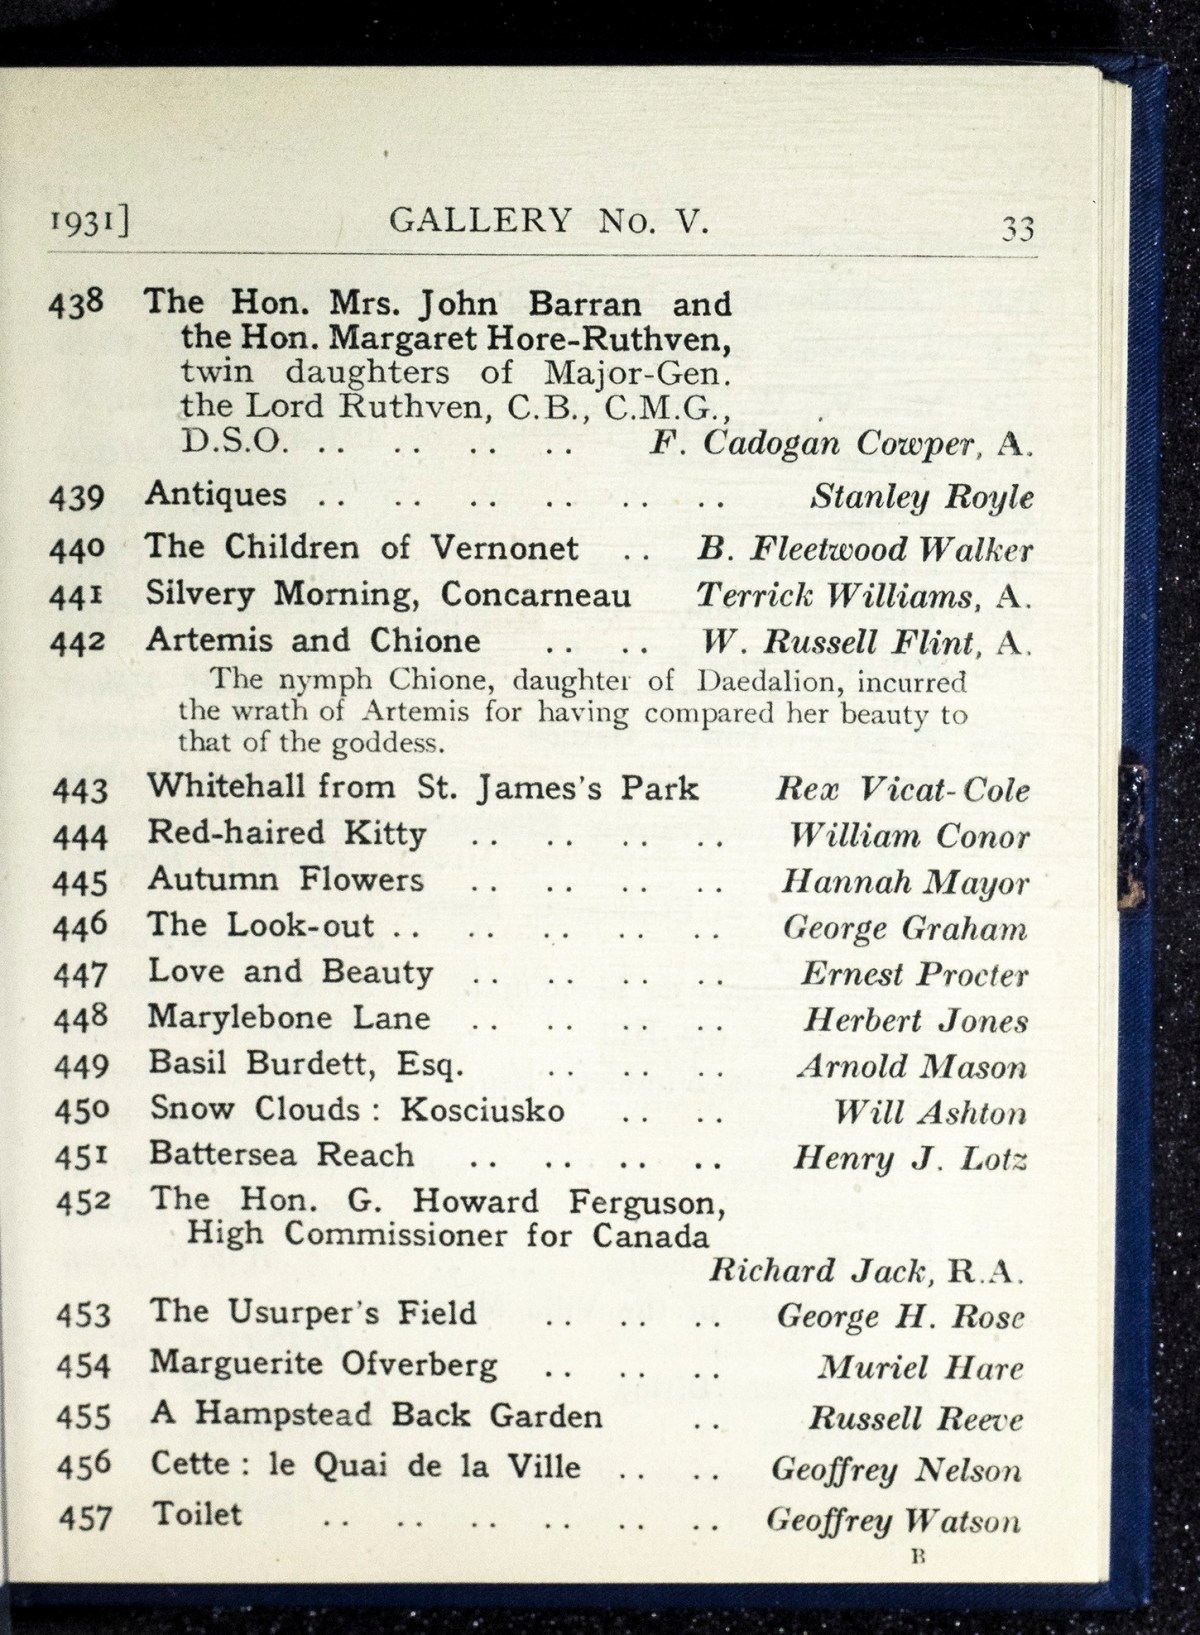 1931] GALLERY No. V. 33
438 The Hon. Mrs. John Barran and
the Hon. Margaret Hore-Ruthven,
twin daughters of Major-Gen.
the Lord Ruthven, C.B., C.M.G.,
D.S.O. .. .. .. .. F. Cadogan Cowper, A.
439 Antiques .. .. .. .. .. .. Stanley Royle
440 The Children of Vernonet .. B. Fleetwood Walker
441 Silvery Morning, Concarneau Terrick Williams, A.
442 Artemis and Chione .. .. W. Russell Flint, A.
The nymph Chione, daughter of Daedalion, incurred
the wrath of Artemis for having compared her beauty to
that of the goddess.
443 Whitehall from St. James's Park Rex Vicat-Cole
444 Red-haired Kitty .. .. .. .. William Conor
445 Autumn Flowers .. .. .. .. Hannah Mayor
446 The Look-out .. .. .. .. .. George Graham
447 Love and Beauty .. .. .. .. Ernest Procter
448 Marylebone Lane .. .. .. .. Herbert Jones
449 Basil Burdett, Esq. .. .. .. Arnold Mason
450 Snow Clouds : Kosciusko .. .. Will Ashton
451 Battersea Reach .. .. .. .. Henry J. Lotz
452 The Hon. G. Howard Ferguson,
High Commissioner for Canada
Richard Jack, R.A.
453 The Usurper's Field .. .. .. George H. Rose
454 Marguerite Ofverberg .. .. .. Muriel Hare
455 A Hampstead Back Garden .. Russell Reeve
456 Cette : le Quai de la Ville .. .. Geoffrey Nelson
457 Toilet .. .. .. .. .. .. Geoffrey Watson
B